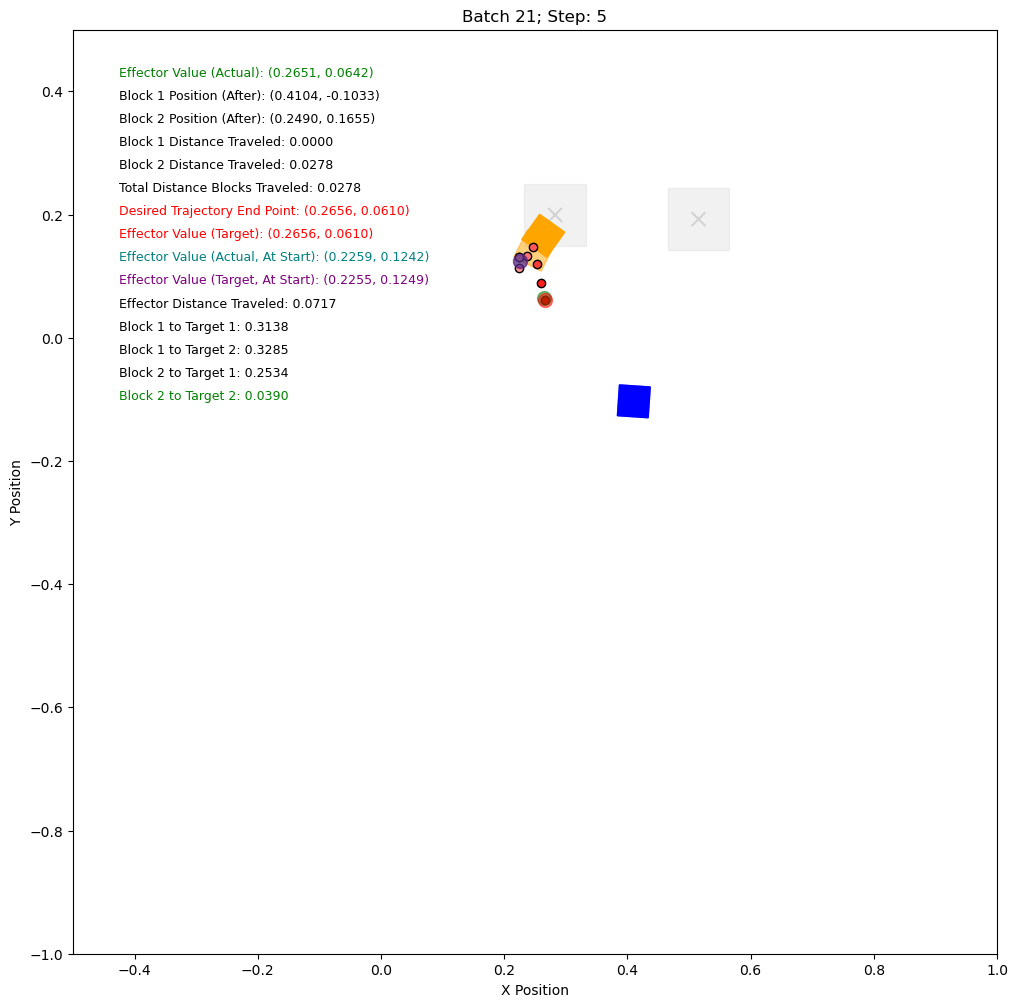 Batch 21; Step: 5
Effector Value (Actual): (0.2651, 0.0642)
Block 1 Position (After): (0.4104, -0.1033)
Block 2 Position (After): (0.2490, 0.1655)
Block 1 Distance Traveled: 0.0000
Block 2 Distance Traveled: 0.0278
Total Distance Blocks Traveled: 0.0278
Desired Trajectory End Point: (0.2656, 0.0610)
Effector Value (Target): (0.2656, 0.0610)
Effector Value (Actual, At Start): (0.2259, 0.1242)
Effector Value (Target, At Start): (0.2255, 0.1249)
Effector Distance Traveled: 0.0717
Block 1 to Target 1: 0.3138
Block 1 to Target 2: 0.3285
Block 2 to Target 1: 0.2534
Block 2 to Target 2: 0.0390
0.4
0.2
0.0
−0.2
−0.4
−0.6
−0.8
−1.0
Y Position
−0.4
−0.2
0.0
0.2
0.4
0.6
0.8
1.0
X Position